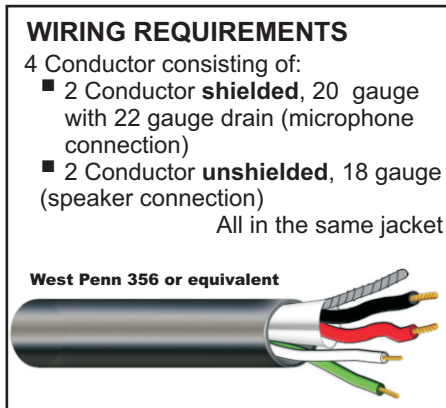 WIRING REQUIREMENTS
4 Conductor consisting of:
■ 2 Conductor shielded, 20 gauge
with 22 gauge drain (microphone
connection)
■ 2 Conductor unshielded, 18 gauge
(speaker connection)
All in the same jacket
West Penn 356 or equivalent